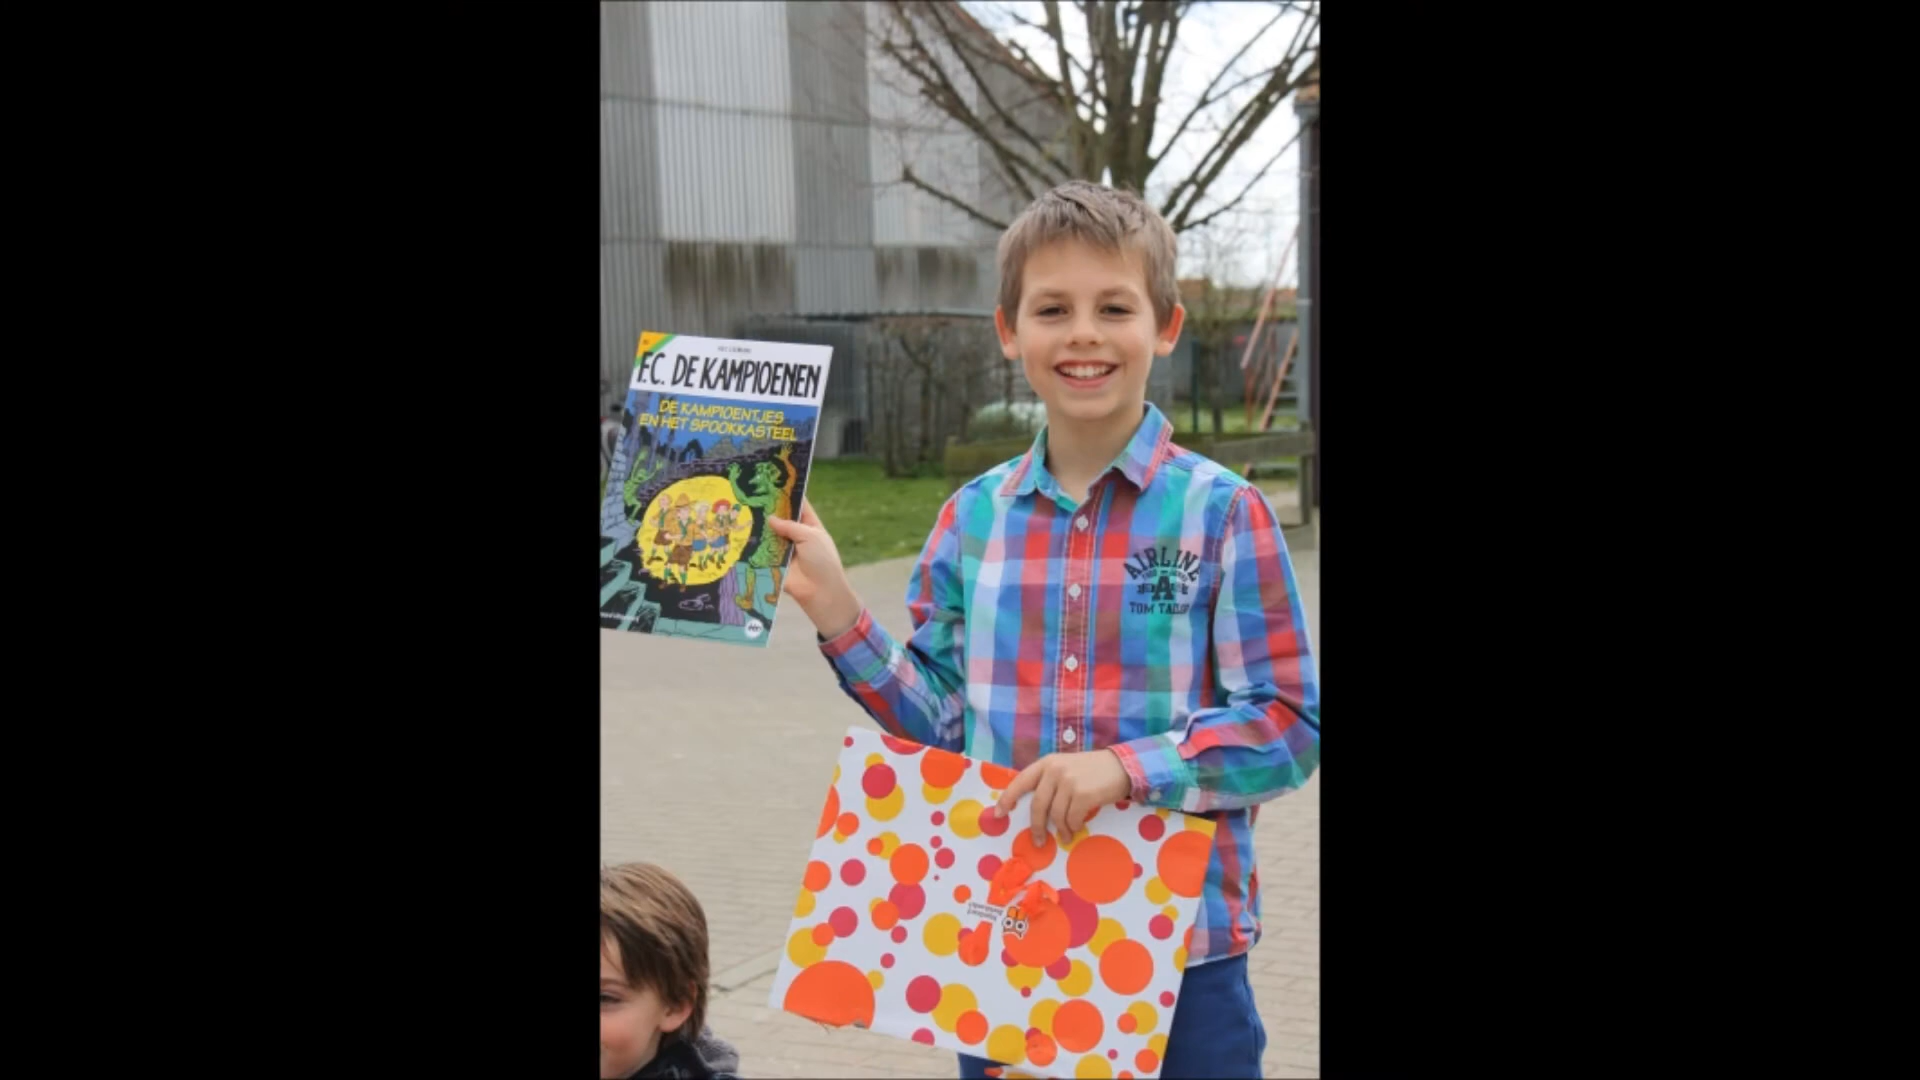 F.C. DE KAMPIOENEN
DE KAMPIOENTJES
EN HET SPOOKKASTEEL
AIRLINE
A
TOM TAILOR